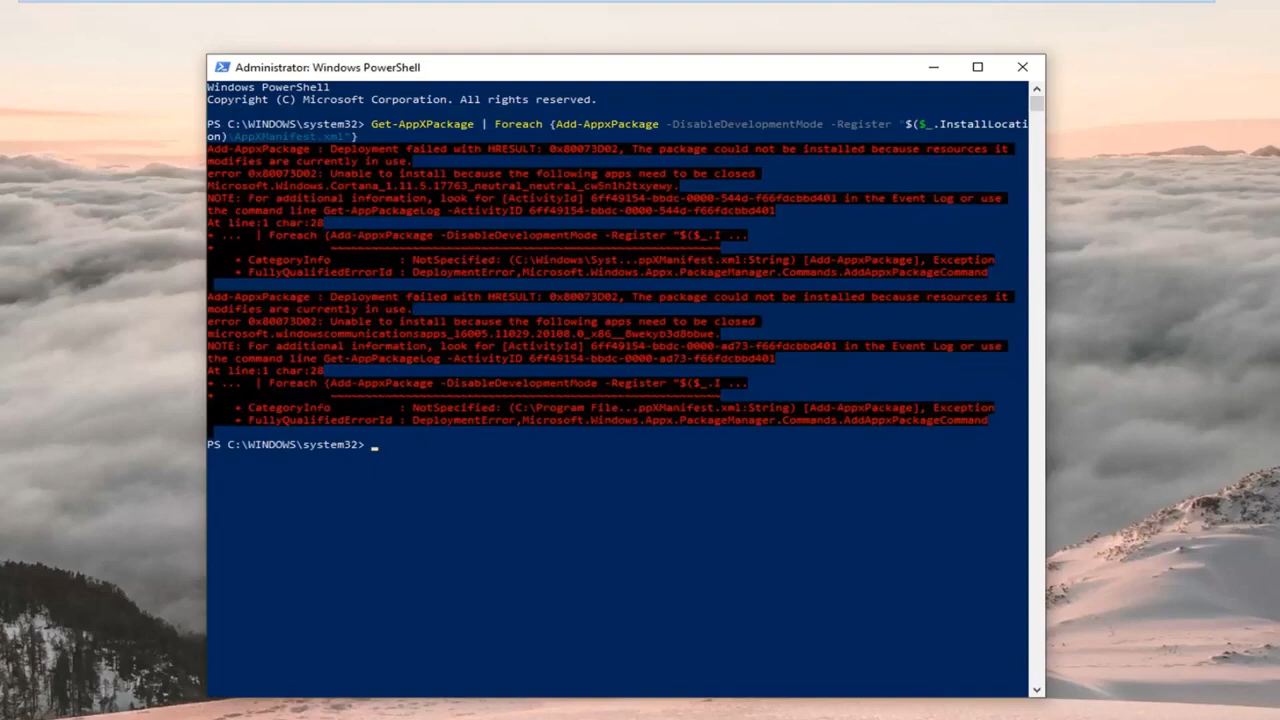 Administrator: Windows PowerShell
Windows PowerShell
Copyright (C) Microsoft Corporation. All rights reserved.
PS C:\WINDOWS\system32> Get-AppXPackage | Foreach {Add-AppxPackage -DisableDevelopmentMode -Register "$($_.InstallLocati
on)\AppXManifest.xml"}
Add-AppxPackage : Deployment failed with HRESULT: 0x80073D02, The package could not be installed because resources it
modifies are currently in use.
error 0x80073D02: Unable to install because the following apps need to be closed
Microsoft.Windows.Cortana_1.11.5.17763_neutral_neutral_cw5n1h2txyewy.
NOTE: For additional information, look for [ActivityId] 6ff49154-bbdc-0000-544d-f66fdcbbd401 in the Event Log or use
the command line Get-AppPackageLog -ActivityID 6ff49154-bbdc-0000-544d-f66fdcbbd401
At line:1 char:28
+ ... | Foreach {Add-AppxPackage -DisableDevelopmentMode -Register "$($_.I ...
+ ~~~~~~~~~~~~~~~~~~~~~~~~~~~~~~~~~~~~~~~~~~~~~~~~~~~~~~~~~
+ CategoryInfo : NotSpecified: (C:\Windows\Syst...ppXManifest.xml:String) [Add-AppxPackage], Exception
+ FullyQualifiedErrorId : DeploymentError,Microsoft.Windows.Appx.PackageManager.Commands.AddAppxPackageCommand
Add-AppxPackage : Deployment failed with HRESULT: 0x80073D02, The package could not be installed because resources it
modifies are currently in use.
error 0x80073D02: Unable to install because the following apps need to be closed
microsoft.windowscommunicationsapps_16005.11029.20108.0_x86__8wekyb3d8bbwe.
NOTE: For additional information, look for [ActivityId] 6ff49154-bbdc-0000-ad73-f66fdcbbd401 in the Event Log or use
the command line Get-AppPackageLog -ActivityID 6ff49154-bbdc-0000-ad73-f66fdcbbd401
At line:1 char:28
+ ... | Foreach {Add-AppxPackage -DisableDevelopmentMode -Register "$($_.I ...
+ ~~~~~~~~~~~~~~~~~~~~~~~~~~~~~~~~~~~~~~~~~~~~~~~~~~~~~~~~~
+ CategoryInfo : NotSpecified: (C:\Program File...ppXManifest.xml:String) [Add-AppxPackage], Exception
+ FullyQualifiedErrorId : DeploymentError,Microsoft.Windows.Appx.PackageManager.Commands.AddAppxPackageCommand
PS C:\WINDOWS\system32> _